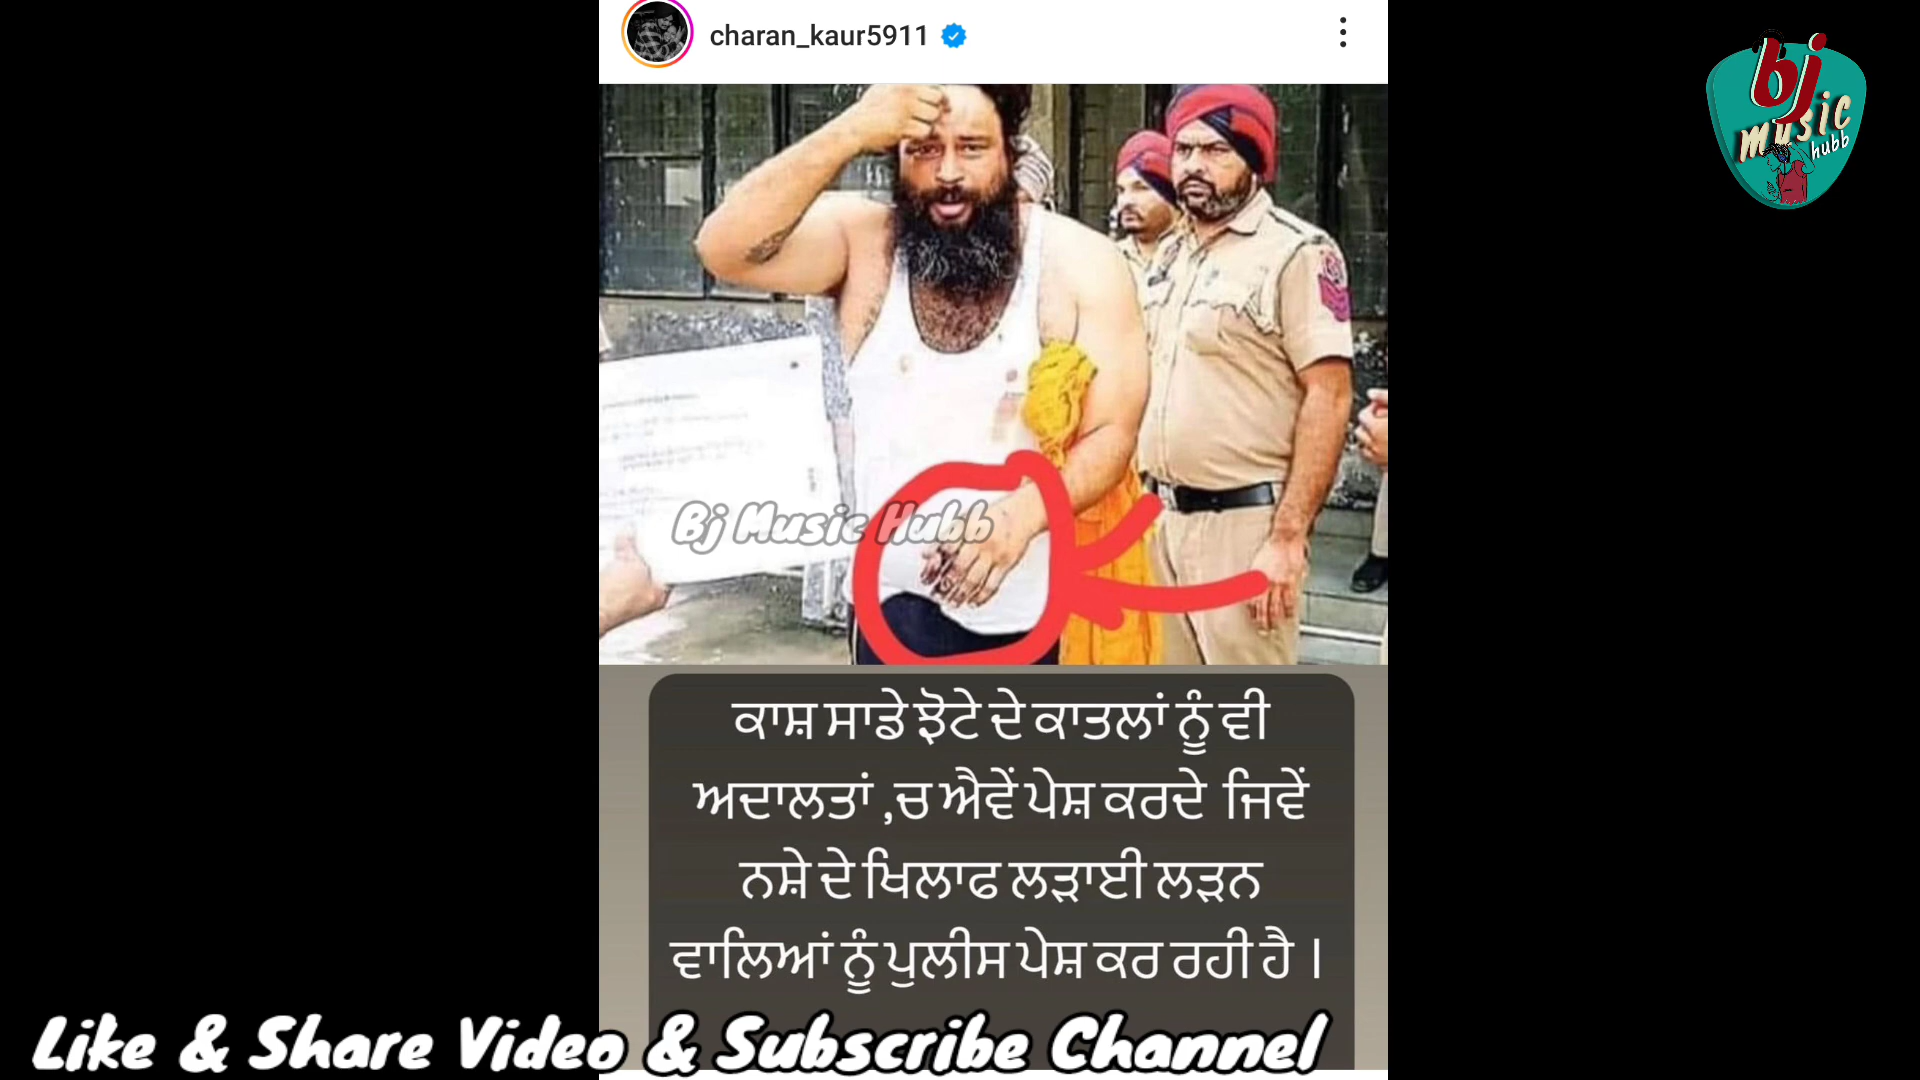 charan_kaur5911
bj
music
hubb
Bj Music Hubb
ਕਾਸ਼ ਸਾਡੇ ਝੋਟੇ ਦੇ ਕਾਤਲਾਂ ਨੂੰ ਵੀ
ਅਦਾਲਤਾਂ ,ਚ ਐਵੇਂ ਪੇਸ਼ ਕਰਦੇ ਜਿਵੇਂ
ਨਸ਼ੇ ਦੇ ਖਿਲਾਫ ਲੜਾਈ ਲੜਨ
ਵਾਲਿਆਂ ਨੂੰ ਪੁਲੀਸ ਪੇਸ਼ ਕਰ ਰਹੀ ਹੈ ।
Like & Share Video & Subscribe Channel